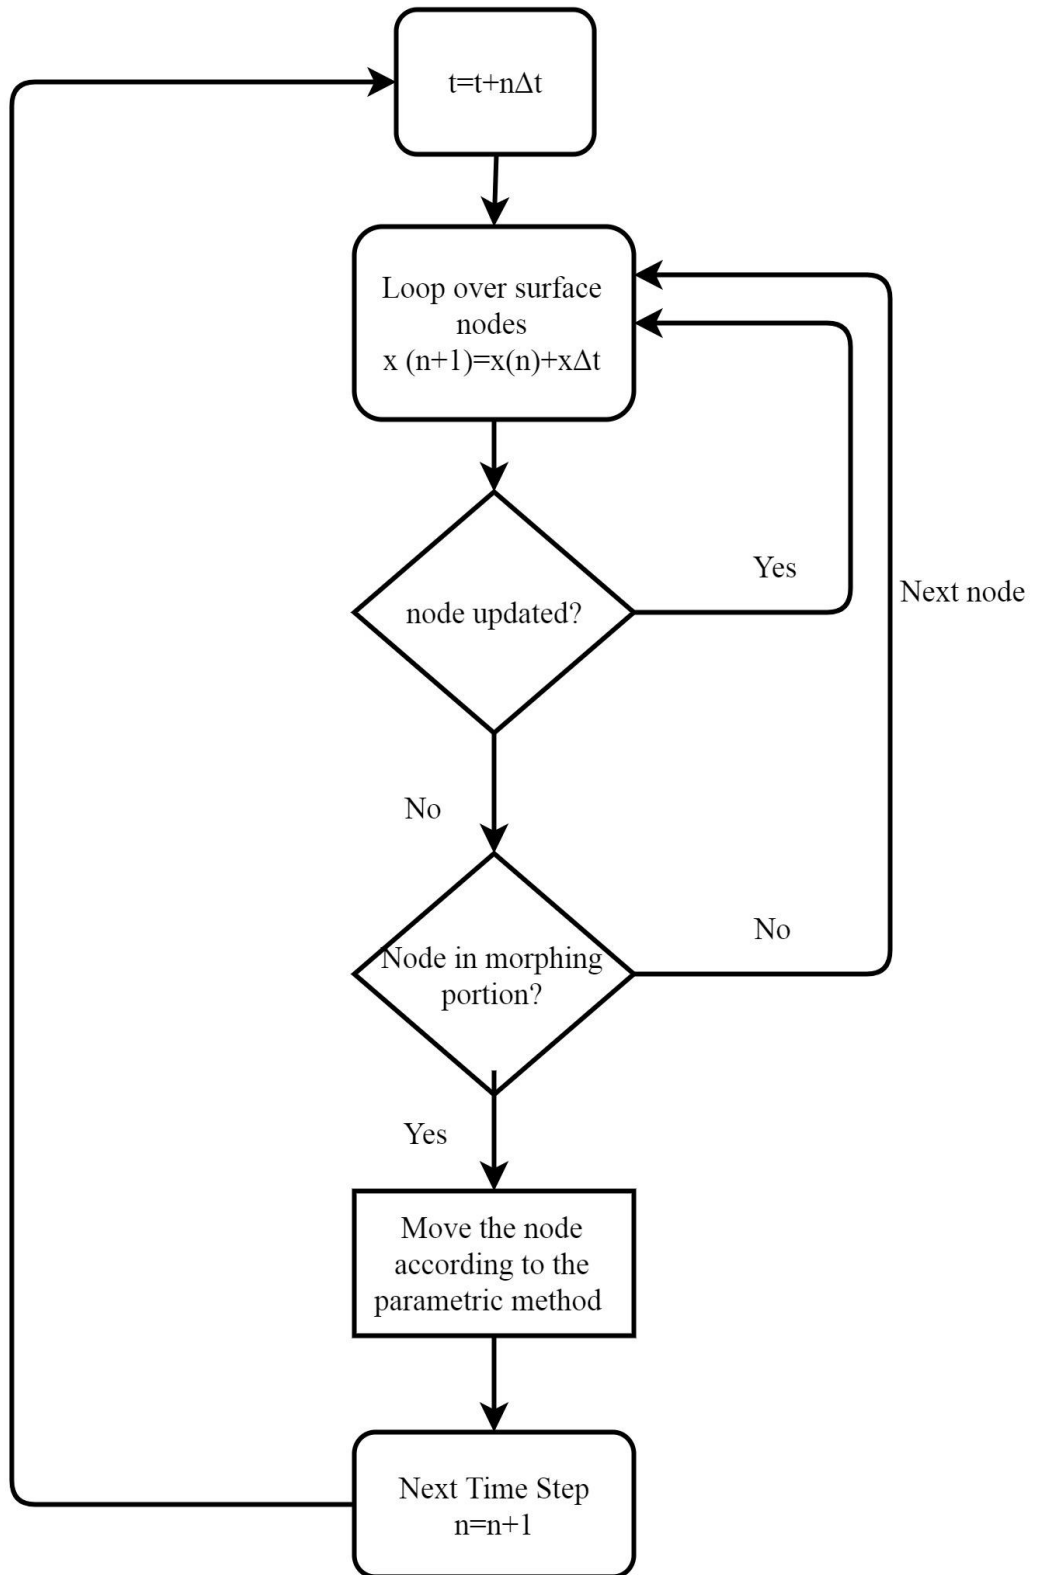 t=t+nΔt
Loop over surface
nodes
x (n+1)=x(n)+xΔt
node updated?
Yes
Next node
No
Node in morphing
portion?
No
Yes
Move the node
according to the
parametric method
Next Time Step
n=n+1